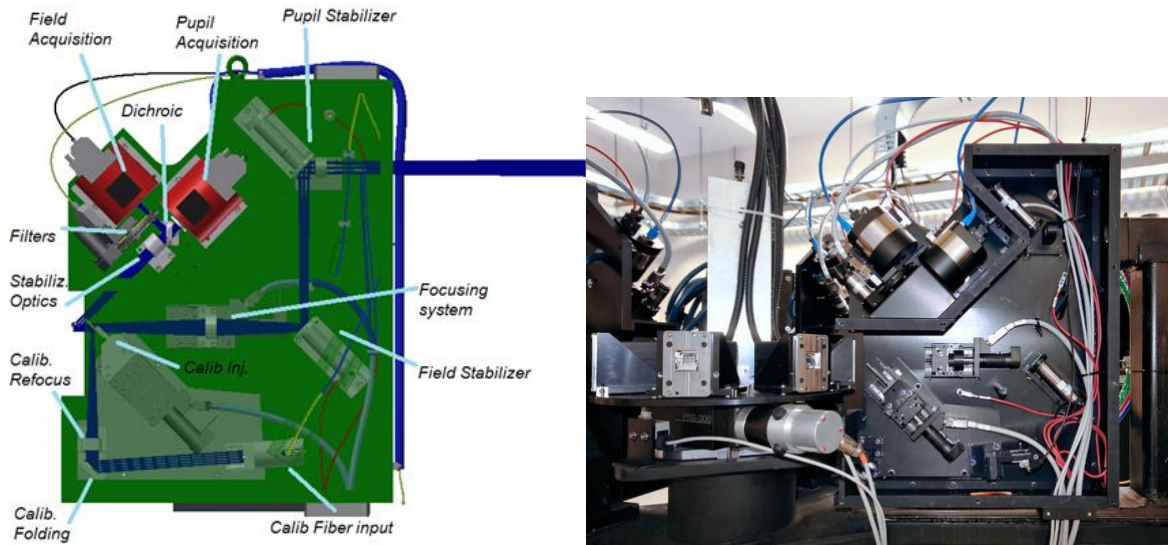 Field
Acquisition
Pupil
Acquisition
Pupil Stabilizer
Dichroic
Filters
Stabiliz.
Optics
Focusing
system
Calib.
Refocus
Calib Inj.
Field Stabilizer
Calib.
Folding
Calib Fiber input